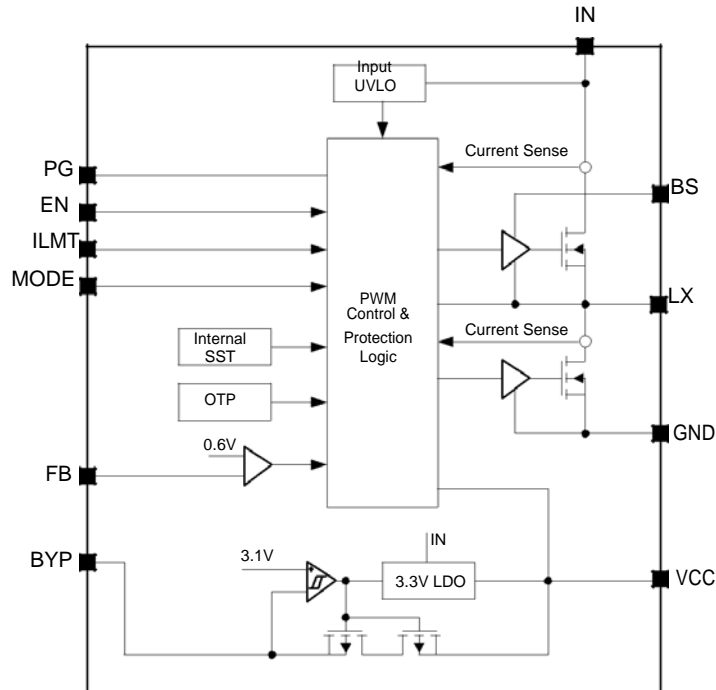 IN
Input
UVLO
Current Sense
PG
BS
EN
ILMT
MODE
LX
PWM
Control &
Protection
Logic
Current Sense
Internal
SST
OTP
0.6V
GND
FB
IN
BYP
3.1V
3.3V LDO
VCC
+
-